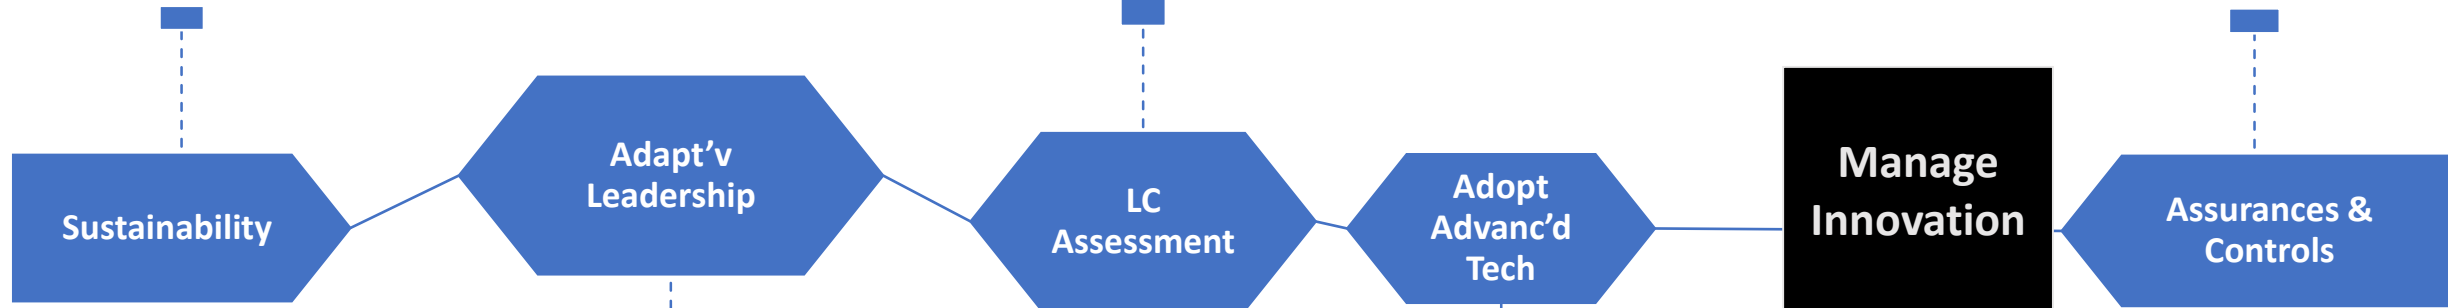 Sustainability
Adapt’v
Leadership
LC
Assessment
Adopt
Advanc’d
Tech
Manage
Innovation
Assurances &
Controls